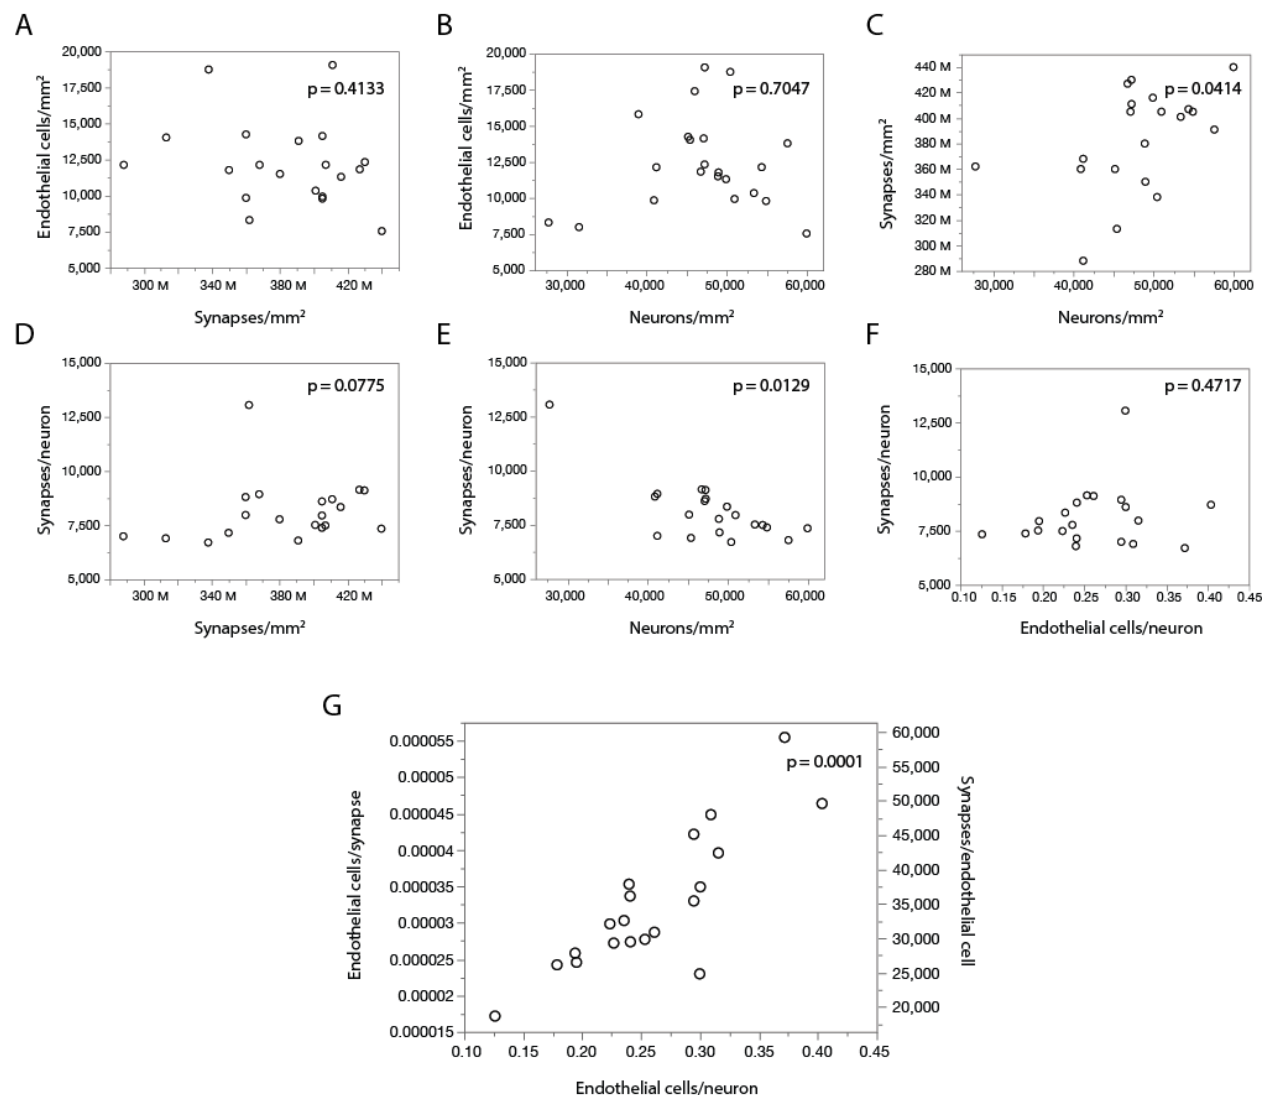 A
B
C
20,000
17,500
15,000
12,500
10,000
7,500
5,000
Endothelial cells/mm²
p = 0.4133
300 M
340 M
380 M
420 M
Synapses/mm²
20,000
17,500
15,000
12,500
10,000
7,500
5,000
Endothelial cells/mm²
p = 0.7047
30,000
40,000
50,000
60,000
Neurons/mm²
440 M
420 M
400 M
380 M
360 M
340 M
320 M
300 M
280 M
Synapses/mm²
p = 0.0414
30,000
40,000
50,000
60,000
Neurons/mm²
D
E
F
15,000
12,500
10,000
7,500
5,000
Synapses/neuron
p = 0.0775
300 M
340 M
380 M
420 M
Synapses/mm²
15,000
12,500
10,000
7,500
5,000
Synapses/neuron
p = 0.0129
30,000
40,000
50,000
60,000
Neurons/mm²
15,000
12,500
10,000
7,500
5,000
Synapses/neuron
p = 0.4717
0.10
0.15
0.20
0.25
0.30
0.35
0.40
0.45
Endothelial cells/neuron
G
0.000055
0.00005
0.000045
0.00004
0.000035
0.00003
0.000025
0.00002
0.000015
Endothelial cells/synapse
p = 0.0001
60,000
55,000
50,000
45,000
40,000
35,000
30,000
25,000
20,000
Synapses/endothelial cell
0.10
0.15
0.20
0.25
0.30
0.35
0.40
0.45
Endothelial cells/neuron